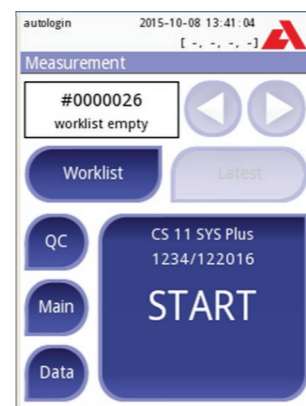 autologin 2015-10-08 13:41:04
[ -, -, -, -]
Measurement
#0000026
worklist empty
Worklist
Latest
QC
CS 11 SYS Plus
1234/122016
START
Main
Data